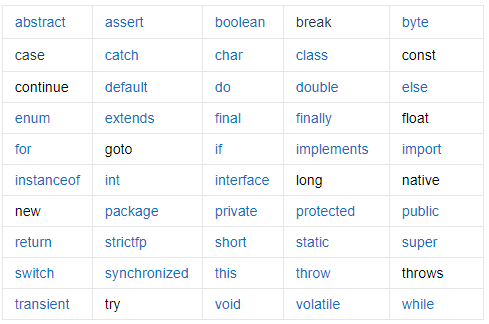 abstract assert boolean break byte
case catch char class const
continue default do double else
enum extends final finally float
for goto if implements import
instanceof int interface long native
new package private protected public
return strictfp short static super
switch synchronized this throw throws
transient try void volatile while